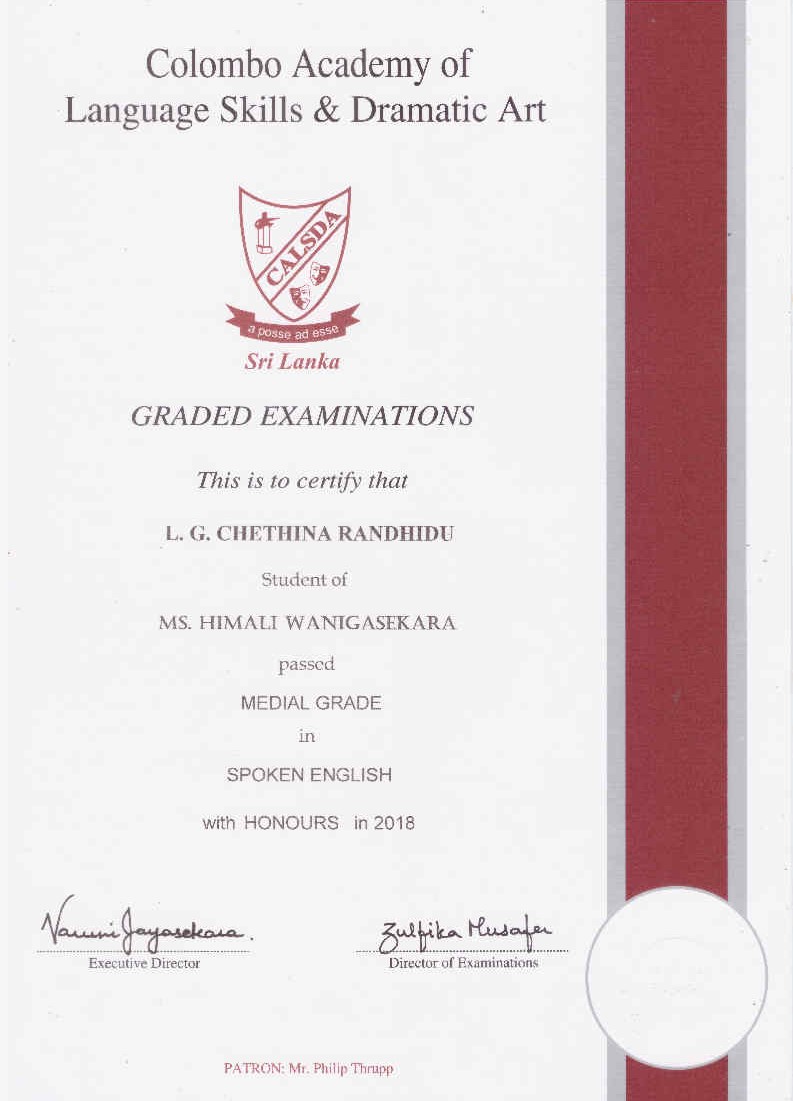 Colombo Academy of
Language Skills & Dramatic Art
CALSDA
a posse ad esse
Sri Lanka
GRADED EXAMINATIONS
This is to certify that
L. G. CHETHINA RANDHIDU
Student of
MS. HIMALI WANIGASEKARA
passed
MEDIAL GRADE
in
SPOKEN ENGLISH
with HONOURS in 2018
Varuni Jayasekara.
Zulfika Musafer
Executive Director
Director of Examinations
PATRON: Mr. Philip Thrupp